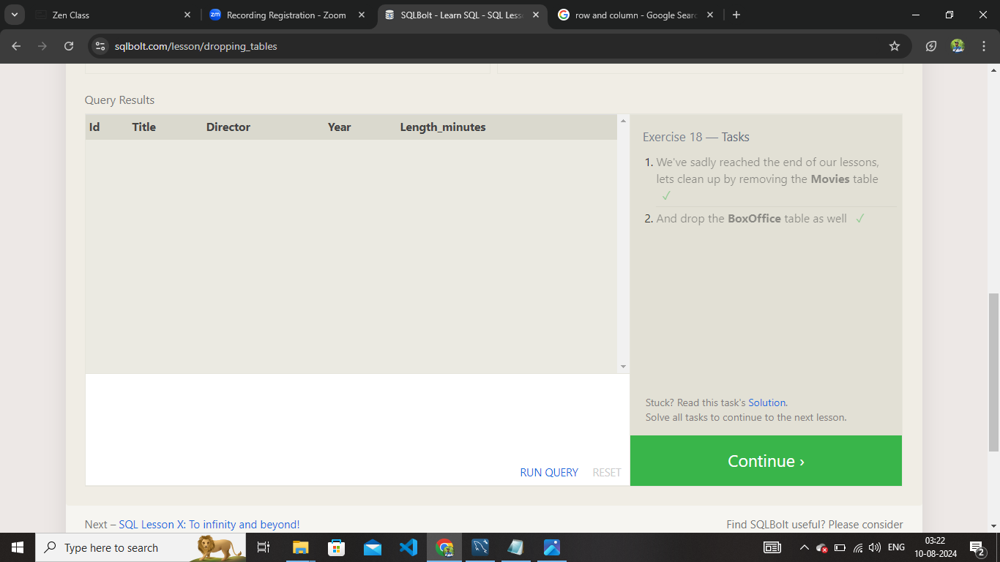 Zen Class
Recording Registration - Zoom
SQLBolt - Learn SQL - SQL Less
row and column - Google Searc
sqlbolt.com/lesson/dropping_tables
Query Results
Id Title Director Year Length_minutes
Exercise 18 — Tasks
1. We've sadly reached the end of our lessons,
lets clean up by removing the Movies table
✓
2. And drop the BoxOffice table as well ✓
Stuck? Read this task's Solution.
Solve all tasks to continue to the next lesson.
RUN QUERY RESET
Continue ›
Next – SQL Lesson X: To infinity and beyond!
Find SQLBolt useful? Please consider
Type here to search
ENG
03:22
10-08-2024
2